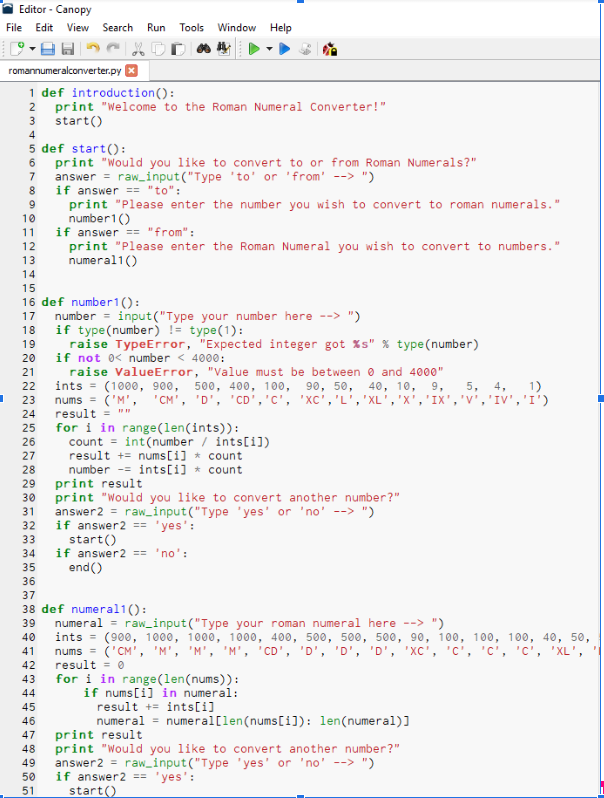 Editor - Canopy
File Edit View Search Run Tools Window Help
romannumeralconverter.py
1 def introduction():
2   print "Welcome to the Roman Numeral Converter!"
3   start()
4
5 def start():
6   print "Would you like to convert to or from Roman Numerals?"
7   answer = raw_input("Type 'to' or 'from' --> ")
8   if answer == "to":
9     print "Please enter the number you wish to convert to roman numerals."
10     number1()
11   if answer == "from":
12     print "Please enter the Roman Numeral you wish to convert to numbers."
13     numeral1()
14
15
16 def number1():
17   number = input("Type your number here --> ")
18   if type(number) != type(1):
19     raise TypeError, "Expected integer got %s" % type(number)
20   if not 0< number < 4000:
21     raise ValueError, "Value must be between 0 and 4000"
22   ints = (1000, 900,  500, 400, 100,  90, 50,  40, 10,  9,   5,  4,   1)
23   nums = ('M',  'CM', 'D', 'CD','C', 'XC','L','XL','X','IX','V','IV','I')
24   result = ""
25   for i in range(len(ints)):
26     count = int(number / ints[i])
27     result += nums[i] * count
28     number -= ints[i] * count
29   print result
30   print "Would you like to convert another number?"
31   answer2 = raw_input("Type 'yes' or 'no' --> ")
32   if answer2 == 'yes':
33     start()
34   if answer2 == 'no':
35     end()
36
37
38 def numeral1():
39   numeral = raw_input("Type your roman numeral here --> ")
40   ints = (900, 1000, 1000, 1000, 400, 500, 500, 500, 90, 100, 100, 100, 40, 50,
41   nums = ('CM', 'M', 'M', 'M', 'CD', 'D', 'D', 'D', 'XC', 'C', 'C', 'C', 'XL',
42   result = 0
43   for i in range(len(nums)):
44       if nums[i] in numeral:
45         result += ints[i]
46         numeral = numeral[len(nums[i]): len(numeral)]
47   print result
48   print "Would you like to convert another number?"
49   answer2 = raw_input("Type 'yes' or 'no' --> ")
50   if answer2 == 'yes':
51     start()